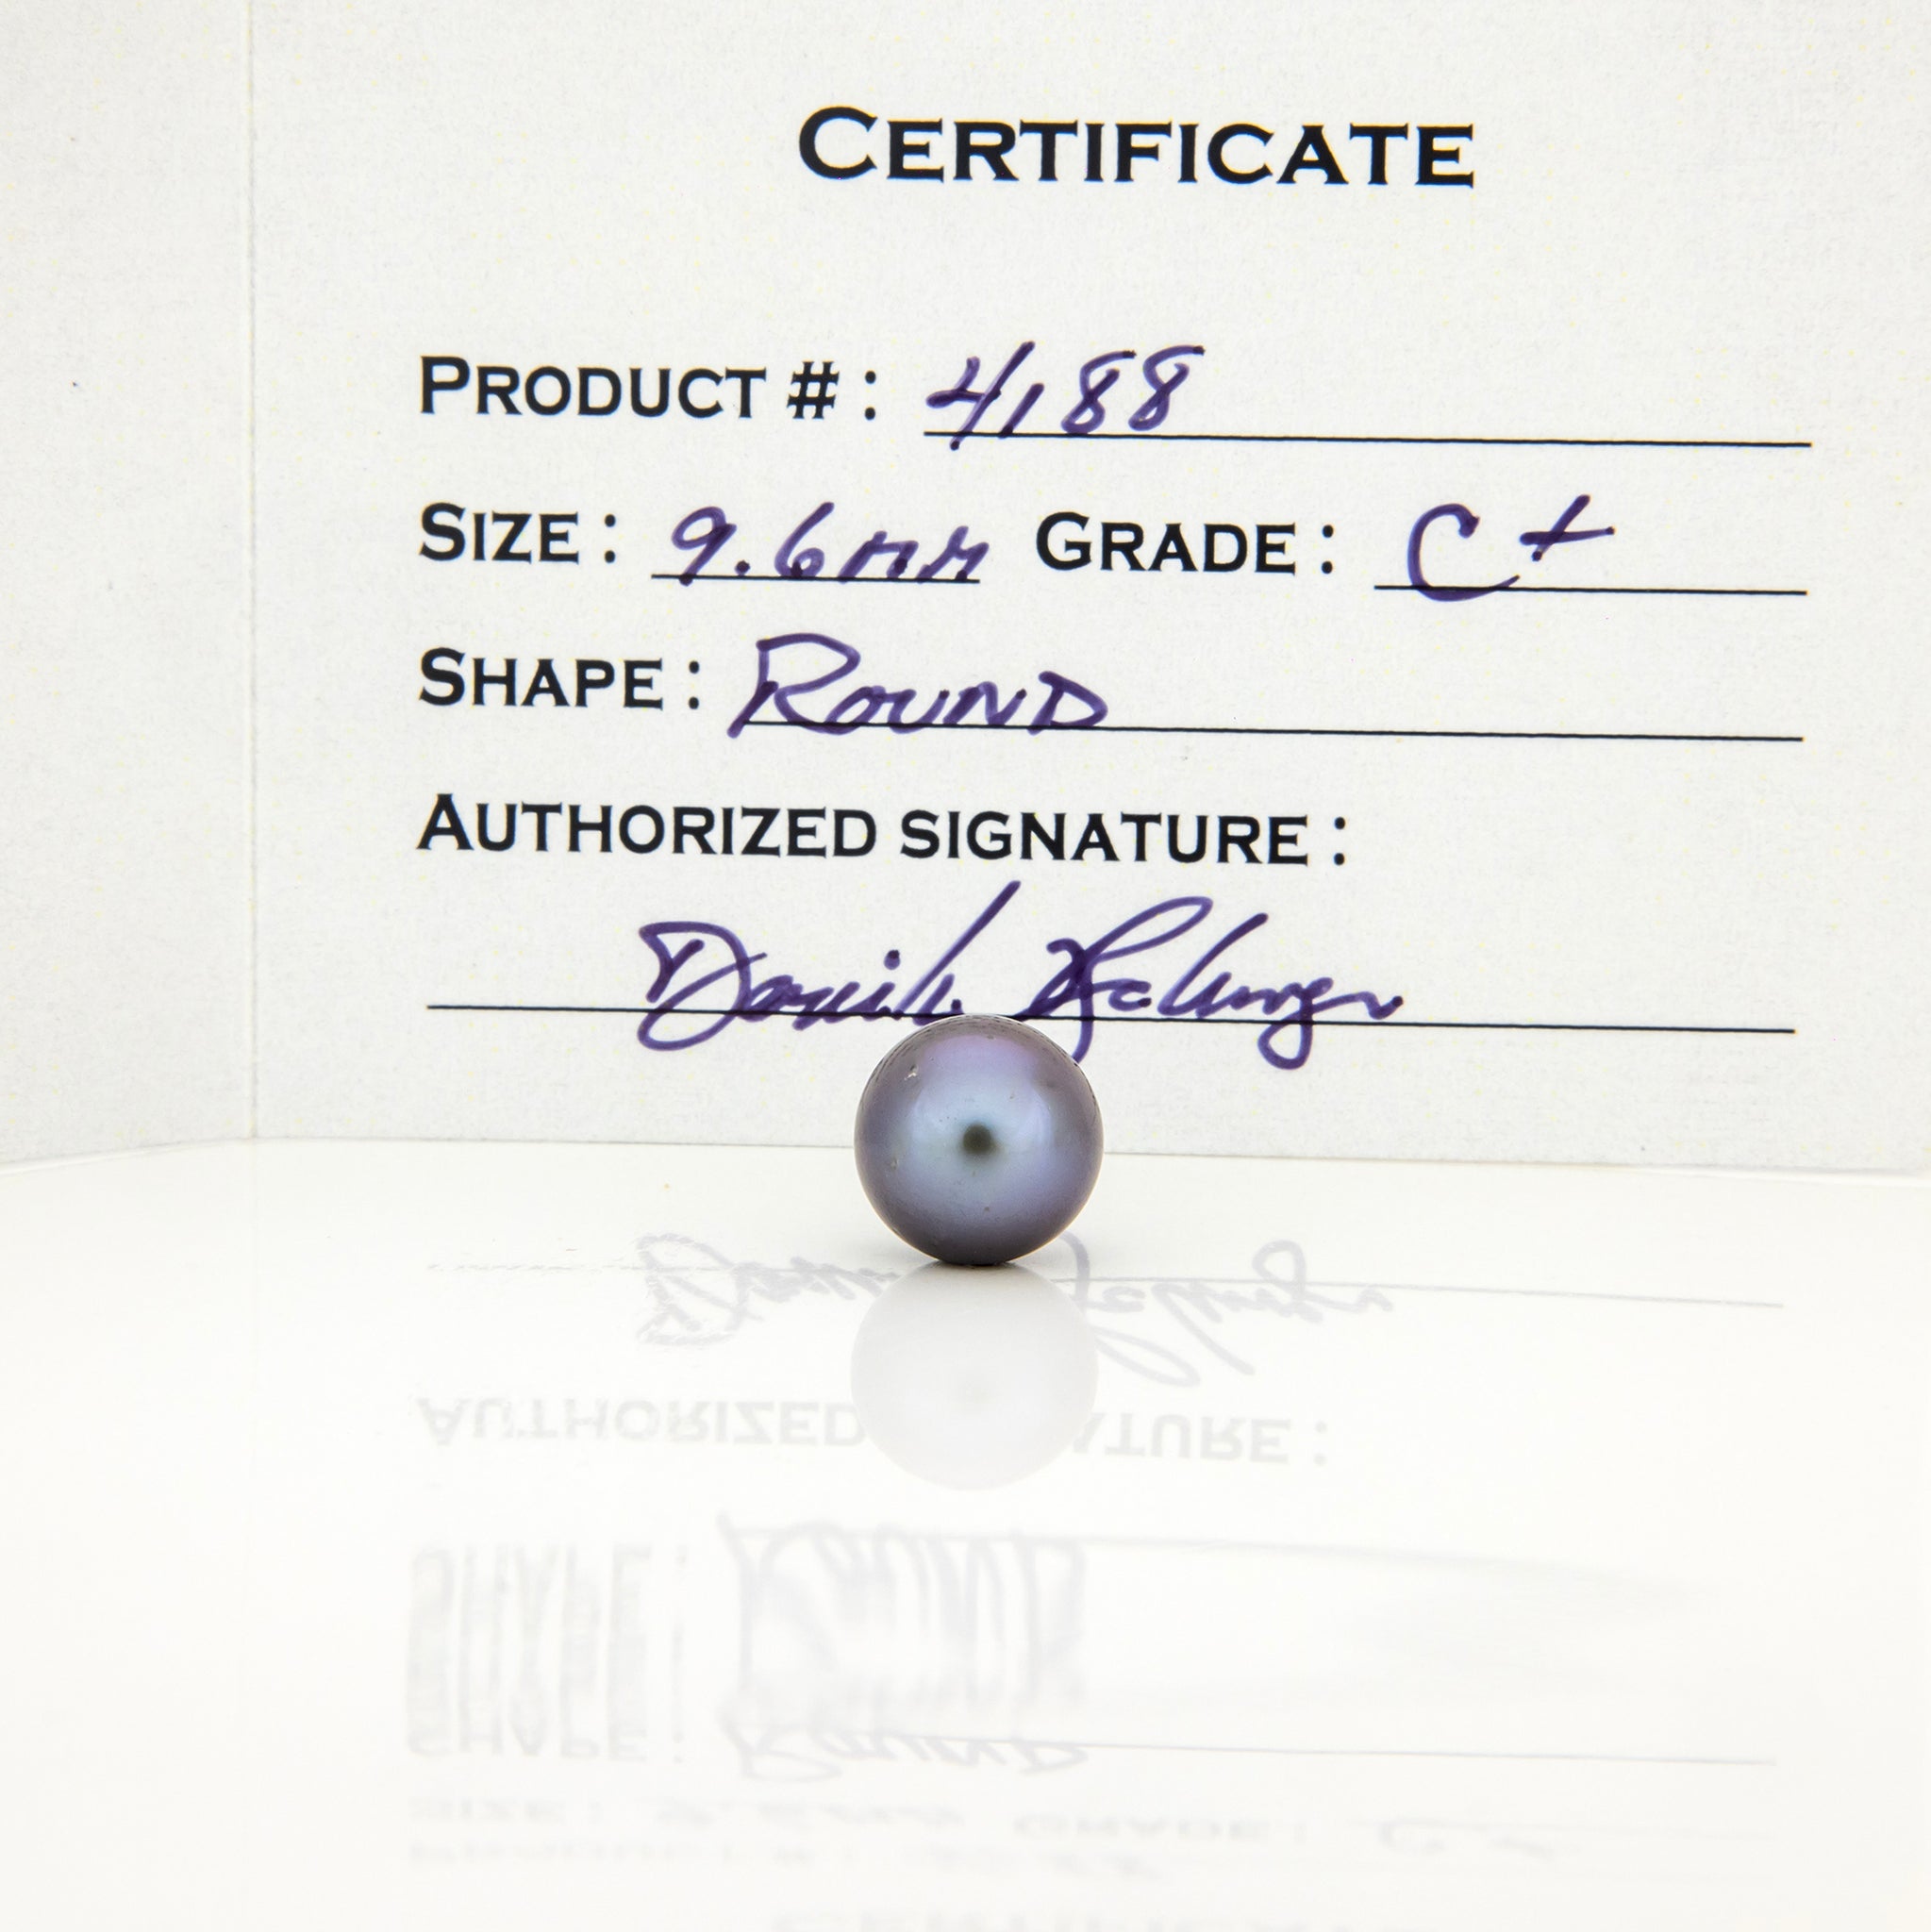 CERTIFICATE
PRODUCT #: 4188
SIZE: 9.6mm GRADE: C+
SHAPE: ROUND
AUTHORIZED SIGNATURE: